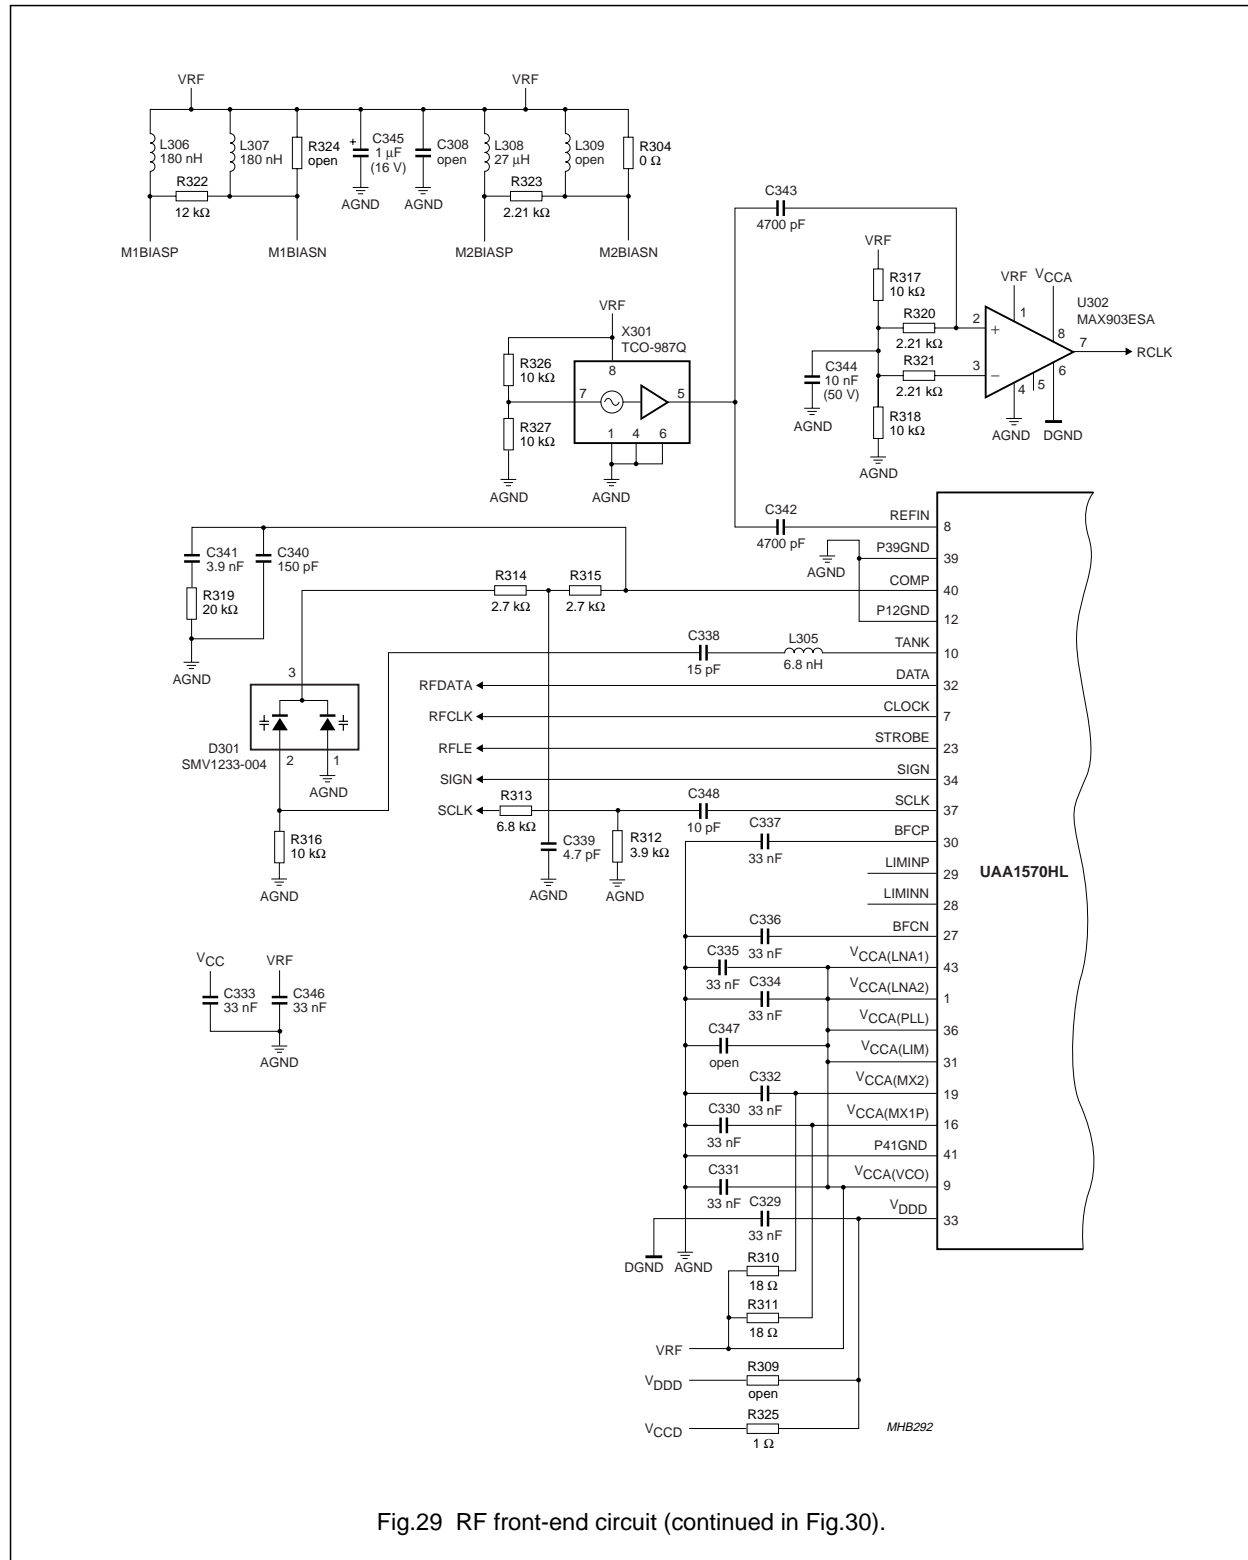 VRF VRF
L306
180 nH
L307
180 nH
R324
open
+
C345
1 μF
(16 V)
C308
open
L308
27 μH
L309
open
R304
0 Ω
R322
12 kΩ
AGND
AGND
R323
2.21 kΩ
M1BIASP M1BIASN M2BIASP M2BIASN
C343
4700 pF
VRF
R317
10 kΩ
VRF VCCA
U302
MAX903ESA
R320
2.21 kΩ
2 + 1 8 7 RCLK
C344
10 nF
(50 V)
R321
2.21 kΩ
3 − 5 6
4
AGND
R318
10 kΩ
AGND DGND
AGND
VRF
X301
TCO-987Q
R326
10 kΩ
8
7 5
R327
10 kΩ
1 4 6
AGND AGND
C342
4700 pF
REFIN 8
AGND
P39GND 39
COMP 40
P12GND 12
C341
3.9 nF
C340
150 pF
R319
20 kΩ
AGND
R314
2.7 kΩ
R315
2.7 kΩ
C338
15 pF
L305
6.8 nH
TANK 10
3
D301
SMV1233-004
2 1
AGND
R316
10 kΩ
AGND
RFDATA DATA 32
RFCLK CLOCK 7
RFLE STROBE 23
SIGN SIGN 34
SCLK R313
6.8 kΩ
C348
10 pF
SCLK 37
C339
4.7 pF
R312
3.9 kΩ
AGND AGND
C337
33 nF
BFCP 30
LIMINP 29
UAA1570HL
LIMINN 28
C336
33 nF
BFCN 27
C335
33 nF
VCCA(LNA1) 43
C334
33 nF
VCCA(LNA2) 1
VCCA(PLL) 36
C347
open
VCCA(LIM) 31
C332
33 nF
VCCA(MX2) 19
C330
33 nF
VCCA(MX1P) 16
P41GND 41
C331
33 nF
VCCA(VCO) 9
C329
33 nF
VDDD 33
VCC VRF
C333
33 nF
C346
33 nF
AGND
DGND AGND
R310
18 Ω
R311
18 Ω
VRF
R309
VDDD
open
R325
VCCD
1 Ω
MHB292
Fig.29 RF front-end circuit (continued in Fig.30).